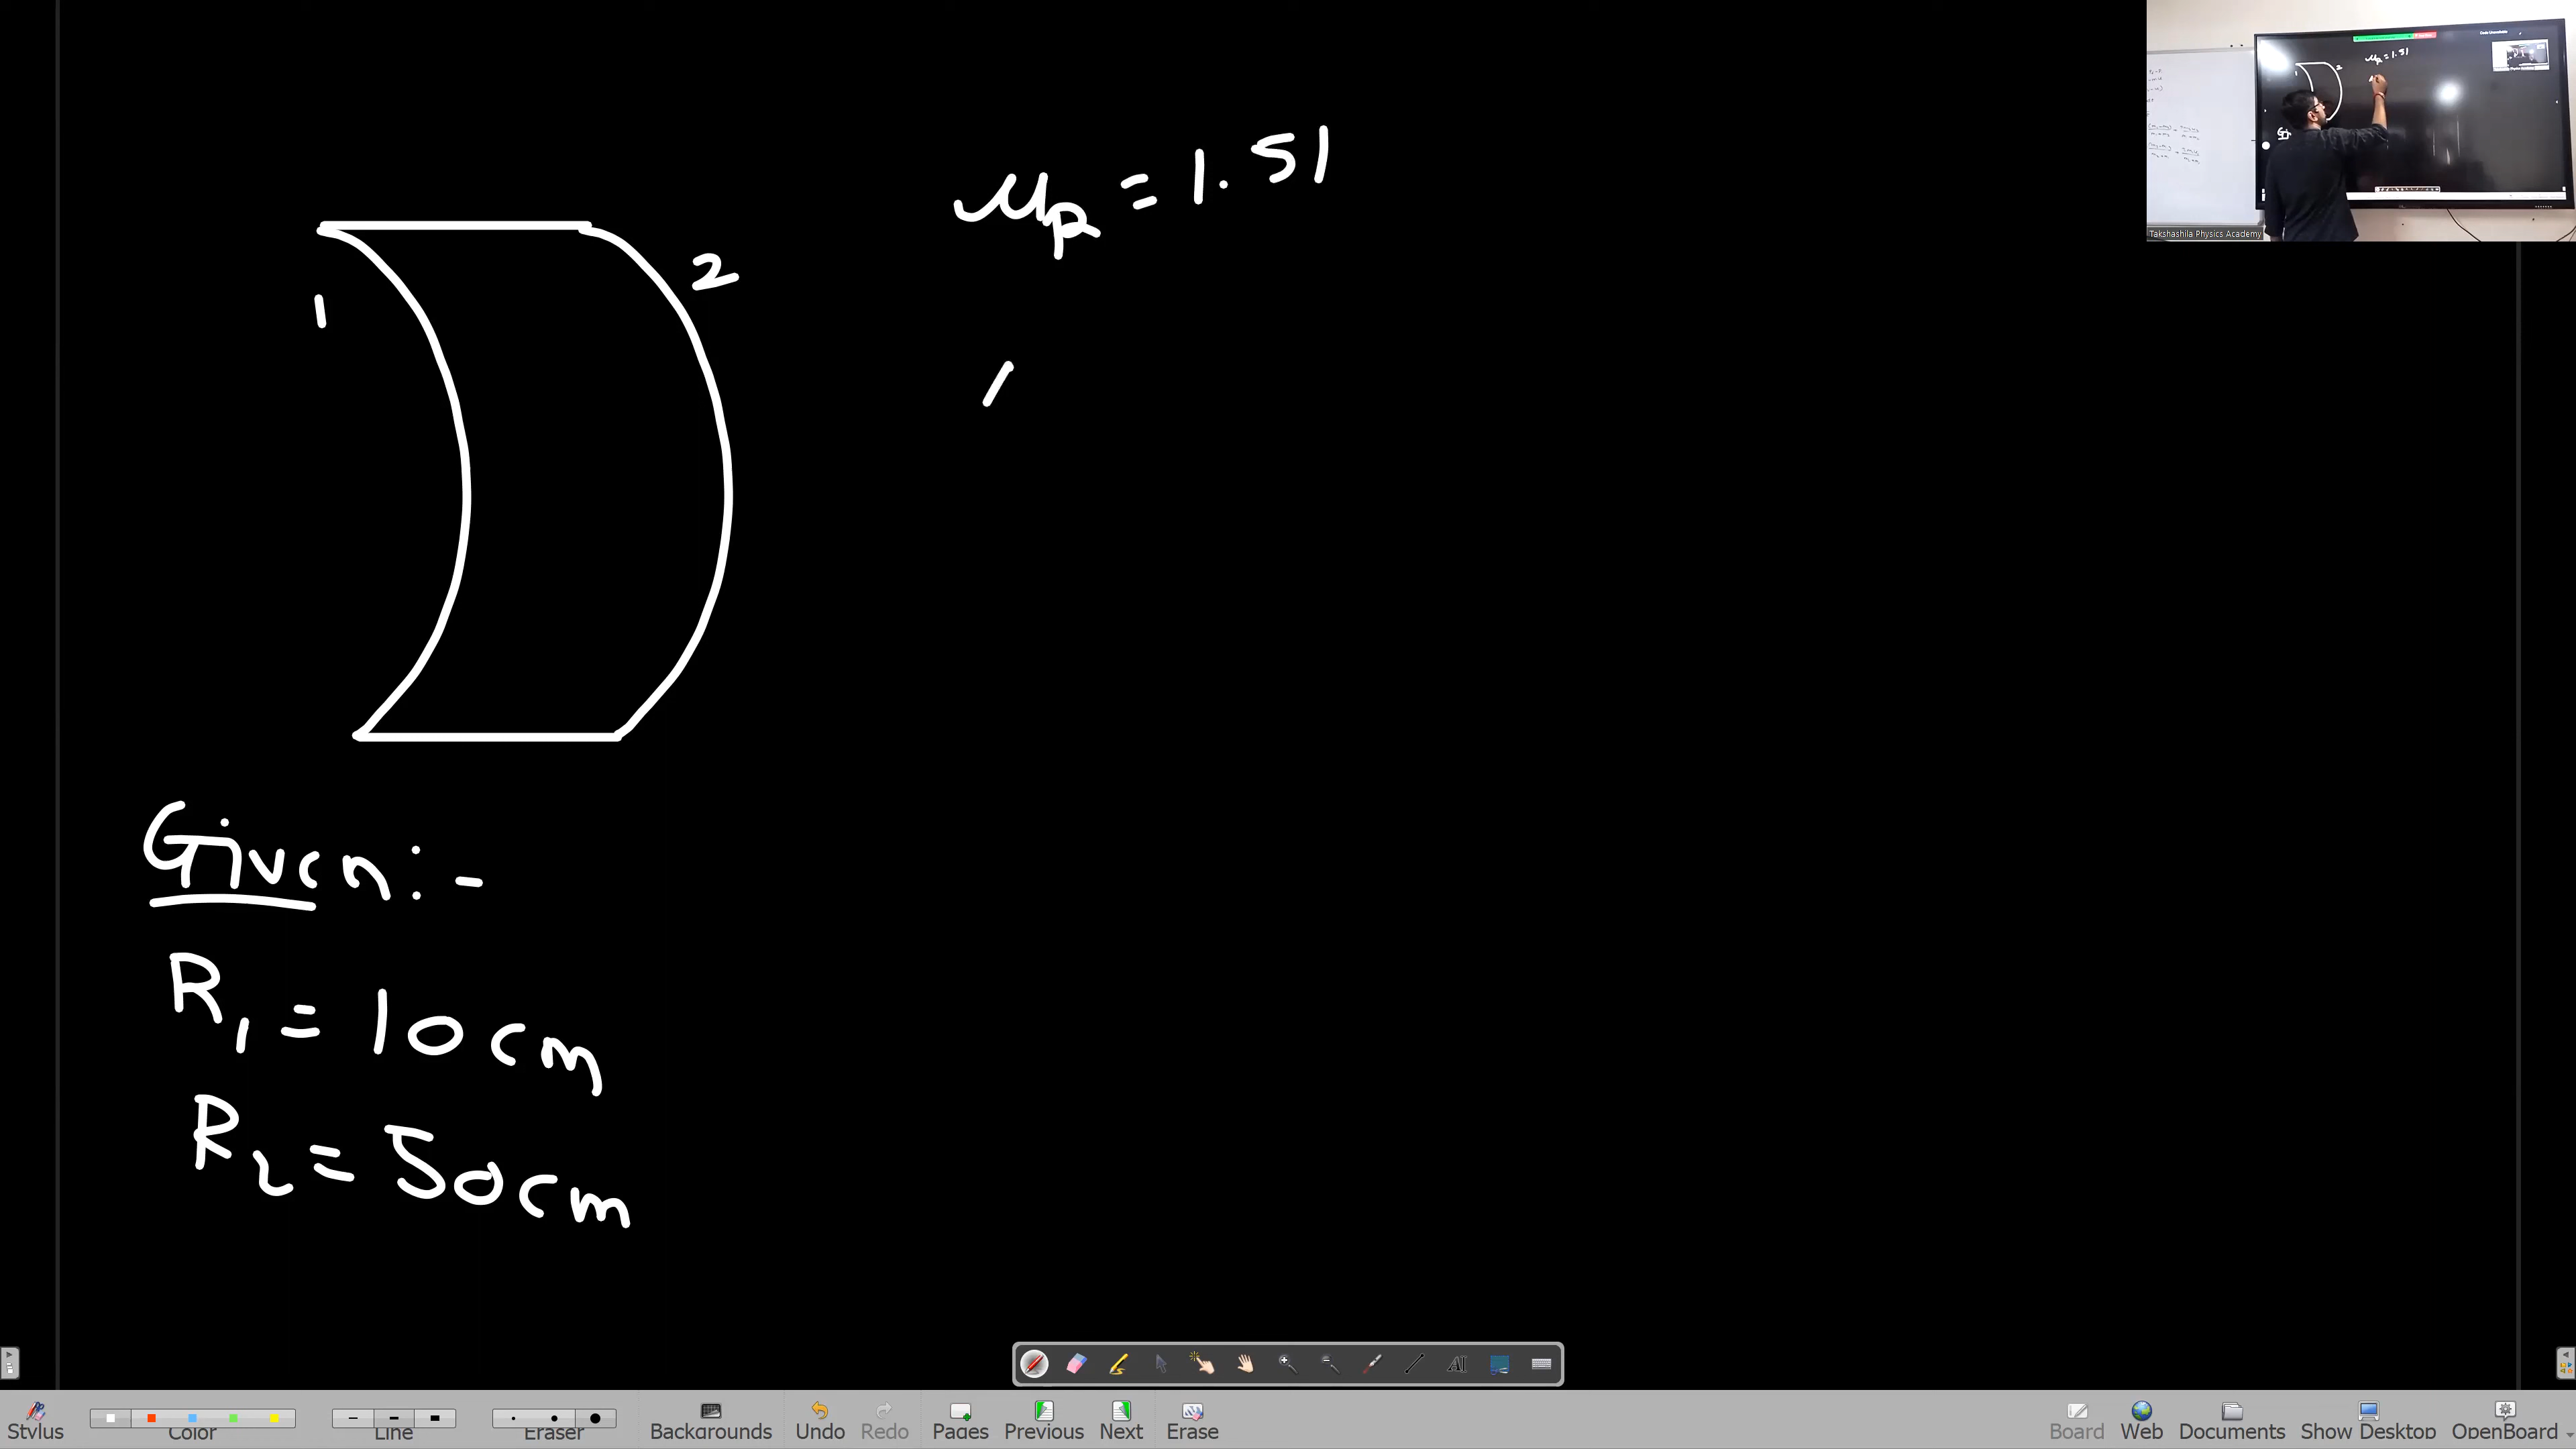 μR = 1.51
1
2
Given:-
R1 = 10cm
R2 = 50cm
Takshashila Physics Academy
Stylus
Color
Line
Eraser
Backgrounds
Undo
Redo
Pages
Previous
Next
Erase
Board
Web
Documents
Show Desktop
OpenBoard